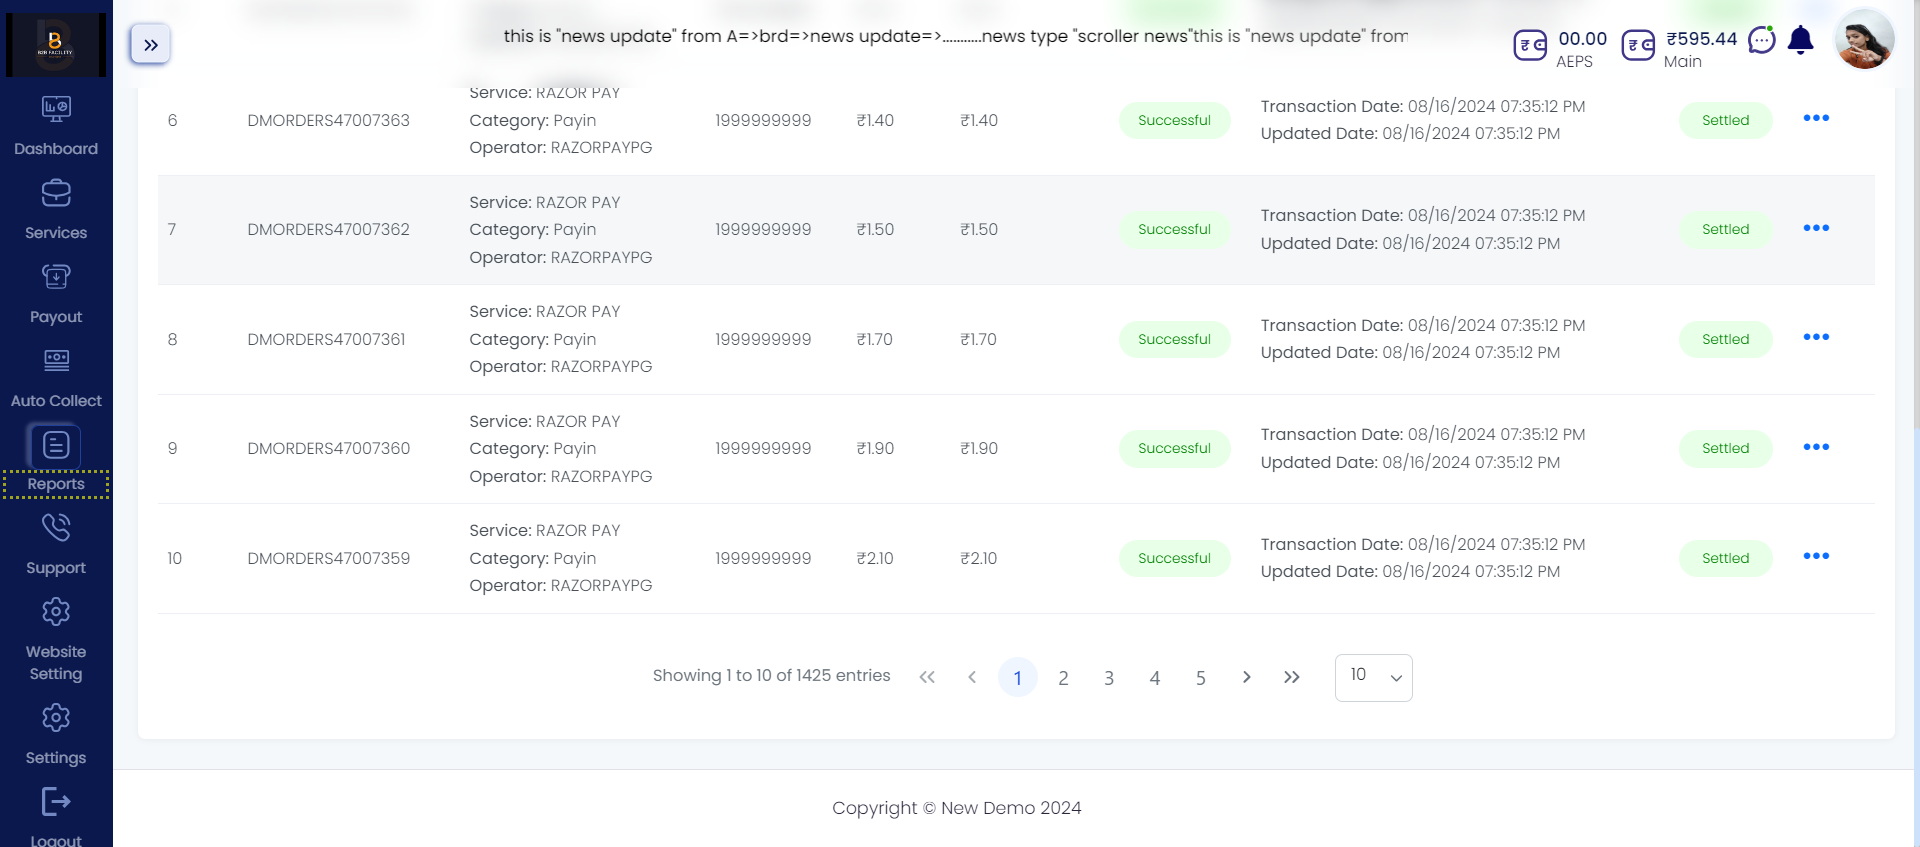 B2B FACILITY
this is "news update" from A=>brd=>news update=>...........news type "scroller news"this is "news update" from
00.00
AEPS
₹595.44
Main
Dashboard
Services
Payout
Auto Collect
Reports
Support
Website
Setting
Settings
Logout
Service: RAZOR PAY
6 DMORDERS47007363 Category: Payin 1999999999 ₹1.40 ₹1.40 Successful Transaction Date: 08/16/2024 07:35:12 PM Settled
Operator: RAZORPAYPG Updated Date: 08/16/2024 07:35:12 PM
Service: RAZOR PAY
7 DMORDERS47007362 Category: Payin 1999999999 ₹1.50 ₹1.50 Successful Transaction Date: 08/16/2024 07:35:12 PM Settled
Operator: RAZORPAYPG Updated Date: 08/16/2024 07:35:12 PM
Service: RAZOR PAY
8 DMORDERS47007361 Category: Payin 1999999999 ₹1.70 ₹1.70 Successful Transaction Date: 08/16/2024 07:35:12 PM Settled
Operator: RAZORPAYPG Updated Date: 08/16/2024 07:35:12 PM
Service: RAZOR PAY
9 DMORDERS47007360 Category: Payin 1999999999 ₹1.90 ₹1.90 Successful Transaction Date: 08/16/2024 07:35:12 PM Settled
Operator: RAZORPAYPG Updated Date: 08/16/2024 07:35:12 PM
Service: RAZOR PAY
10 DMORDERS47007359 Category: Payin 1999999999 ₹2.10 ₹2.10 Successful Transaction Date: 08/16/2024 07:35:12 PM Settled
Operator: RAZORPAYPG Updated Date: 08/16/2024 07:35:12 PM
Showing 1 to 10 of 1425 entries 1 2 3 4 5 10
Copyright © New Demo 2024